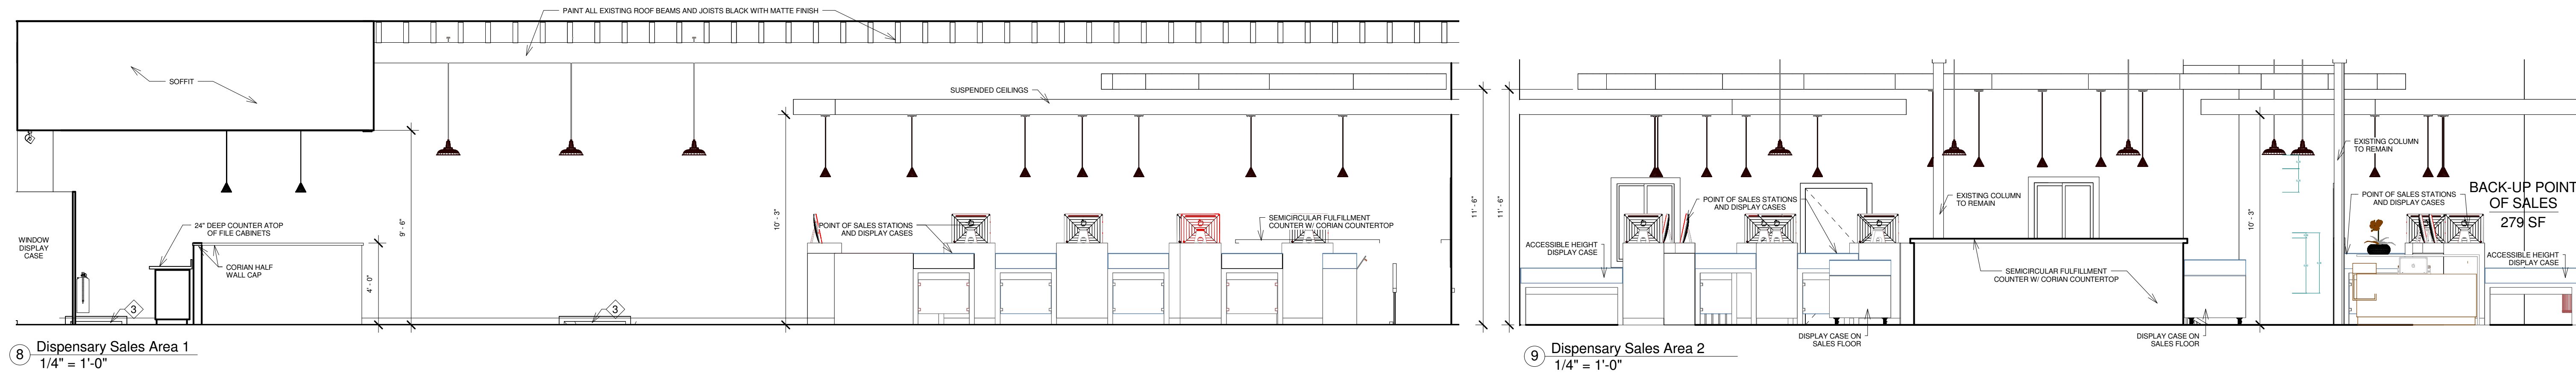 PAINT ALL EXISTING ROOF BEAMS AND JOISTS BLACK WITH MATTE FINISH
SOFFIT
SUSPENDED CEILINGS
9' - 6"
10' - 3"
11' - 6"
4' - 0"
24" DEEP COUNTER ATOP
OF FILE CABINETS
WINDOW
DISPLAY
CASE
CORIAN HALF
WALL CAP
POINT OF SALES STATIONS
AND DISPLAY CASES
SEMICIRCULAR FULFILLMENT
COUNTER W/ CORIAN COUNTERTOP
3
3
8
Dispensary Sales Area 1
1/4" = 1'-0"
11' - 6"
EXISTING COLUMN
TO REMAIN
POINT OF SALES STATIONS
AND DISPLAY CASES
EXISTING COLUMN
TO REMAIN
10' - 3"
POINT OF SALES STATIONS
AND DISPLAY CASES
BACK-UP POINT
OF SALES
279 SF
ACCESSIBLE HEIGHT
DISPLAY CASE
ACCESSIBLE HEIGHT
DISPLAY CASE
SEMICIRCULAR FULFILLMENT
COUNTER W/ CORIAN COUNTERTOP
DISPLAY CASE ON
SALES FLOOR
DISPLAY CASE ON
SALES FLOOR
9
Dispensary Sales Area 2
1/4" = 1'-0"